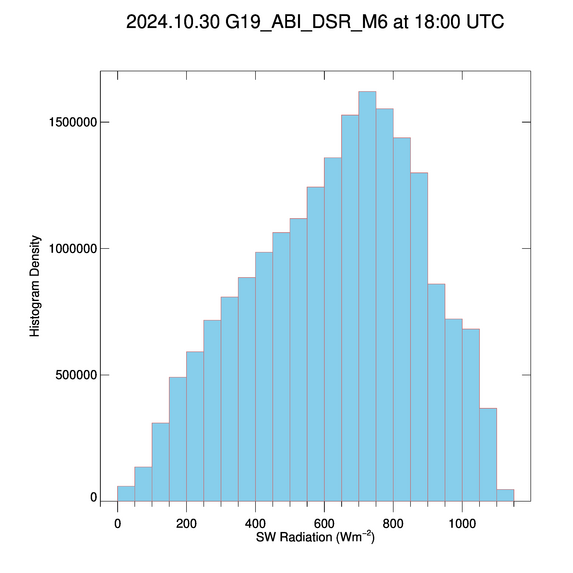 2024.10.30 G19_ABI_DSR_M6 at 18:00 UTC
1500000
1000000
500000
0
Histogram Density
0 200 400 600 800 1000
SW Radiation (Wm⁻²)